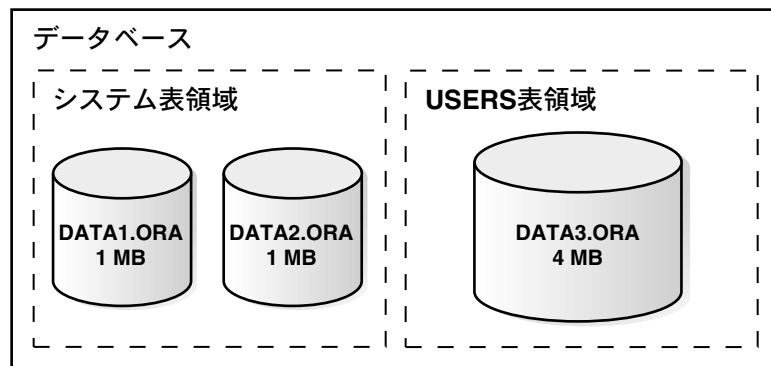 データベース
システム表領域
USERS表領域
DATA1.ORA
1 MB
DATA2.ORA
1 MB
DATA3.ORA
4 MB